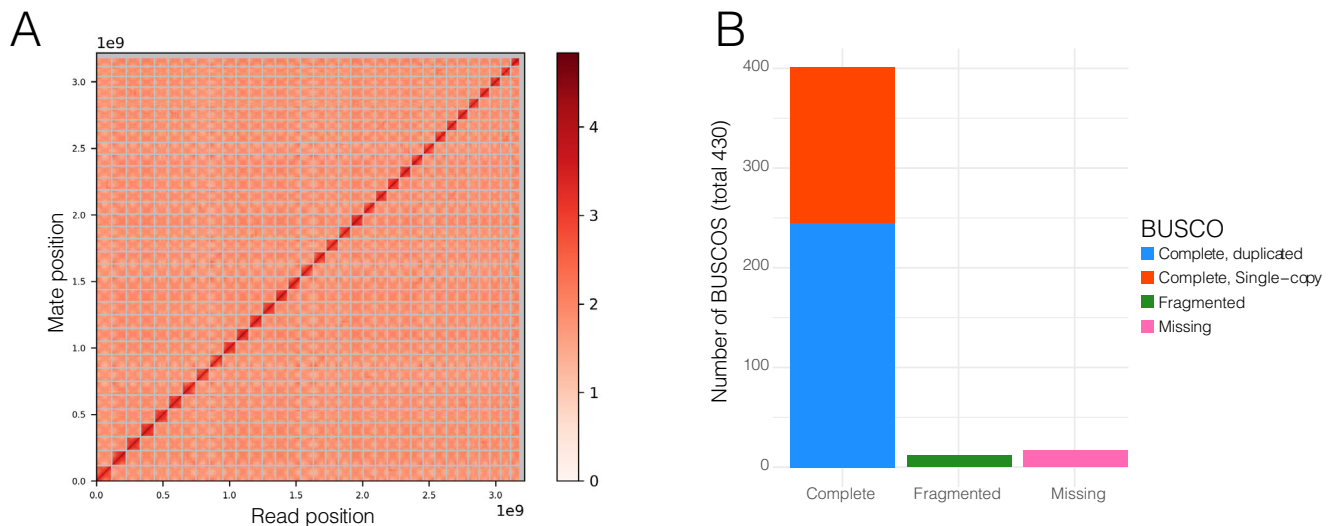 A
1e9
3.0
2.5
2.0
1.5
1.0
0.5
0.0
Mate position
0.0
0.5
1.0
1.5
2.0
2.5
3.0
1e9
Read position
4
3
2
1
0
B
Number of BUSCOS (total 430)
400
300
200
100
0
Complete
Fragmented
Missing
BUSCO
Complete, duplicated
Complete, Single-copy
Fragmented
Missing